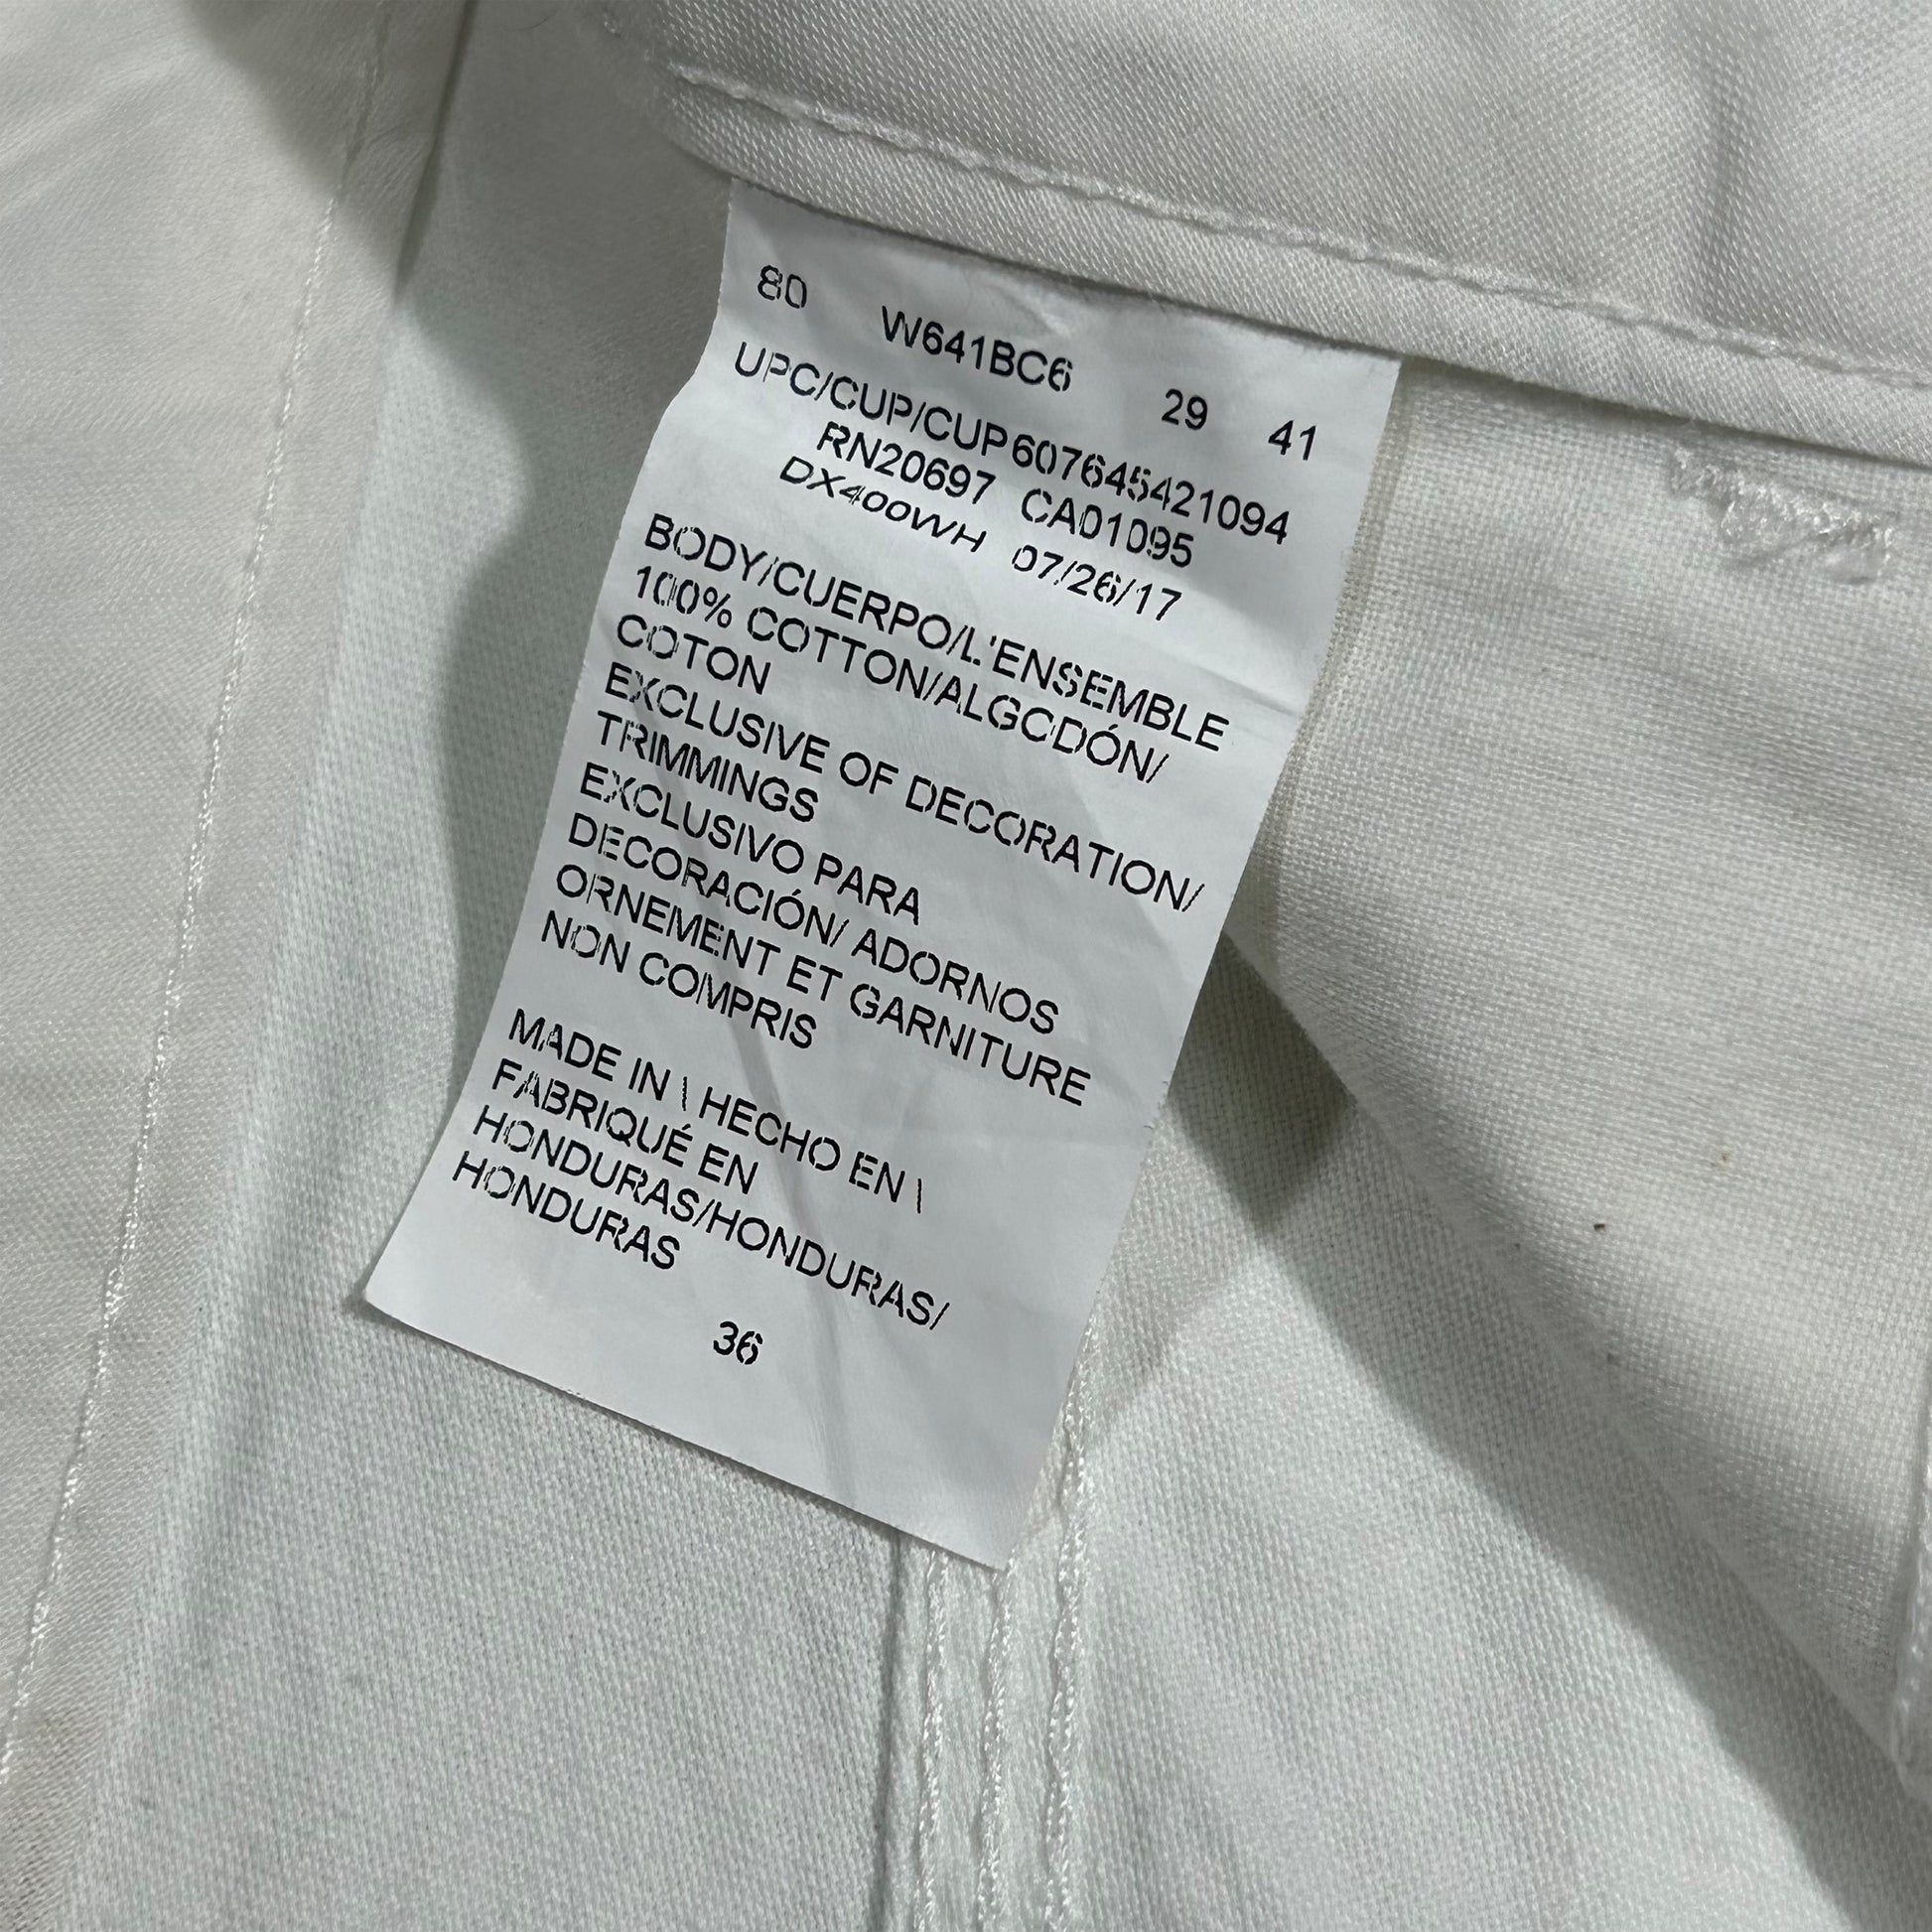 80 W641BC6 29 41
UPC/CUP/CUP607645421094
RN20697 CA01095
DX400WH 07/26/17
BODY/CUERPO/L'ENSEMBLE
100% COTTON/ALGODÓN/
COTON
EXCLUSIVE OF DECORATION/
TRIMMINGS
EXCLUSIVO PARA
DECORACIÓN/ ADORNOS
ORNEMENT ET GARNITURE
NON COMPRIS
MADE IN \ HECHO EN \
FABRIQUÉ EN
HONDURAS/HONDURAS/
HONDURAS
36